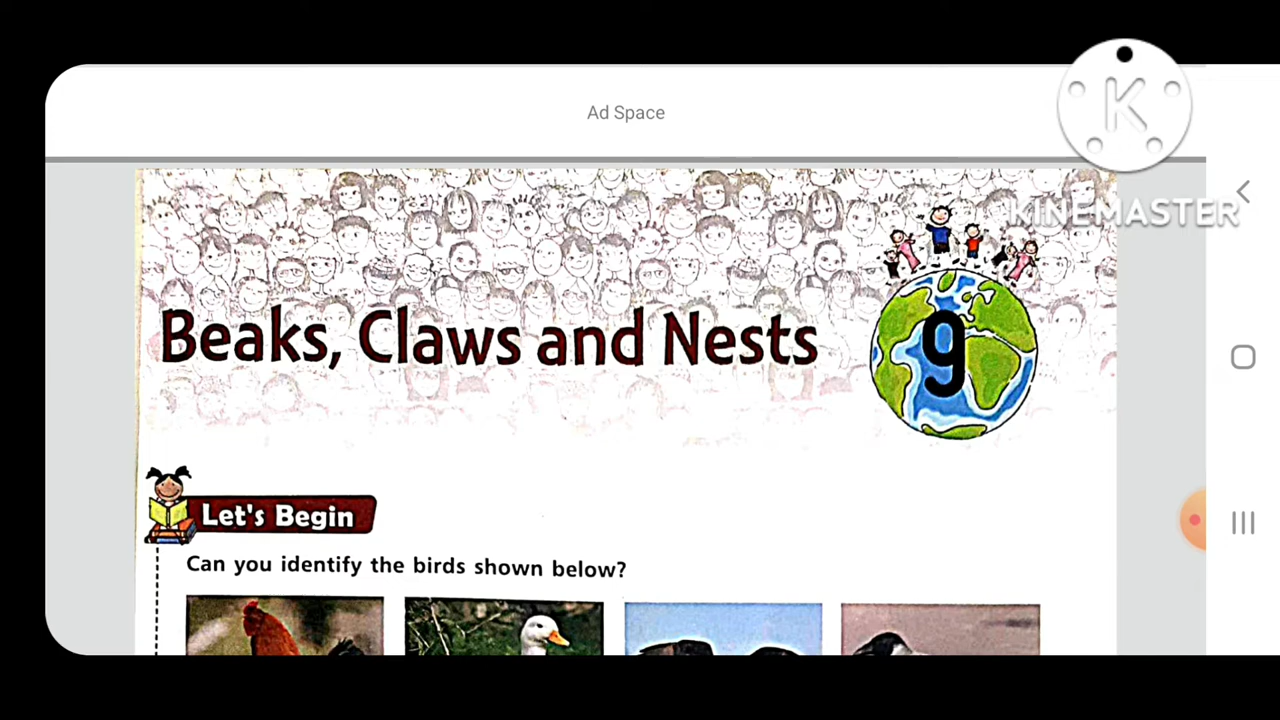 Ad Space
K
KINEMASTER
Beaks, Claws and Nests
9
Let's Begin
Can you identify the birds shown below?